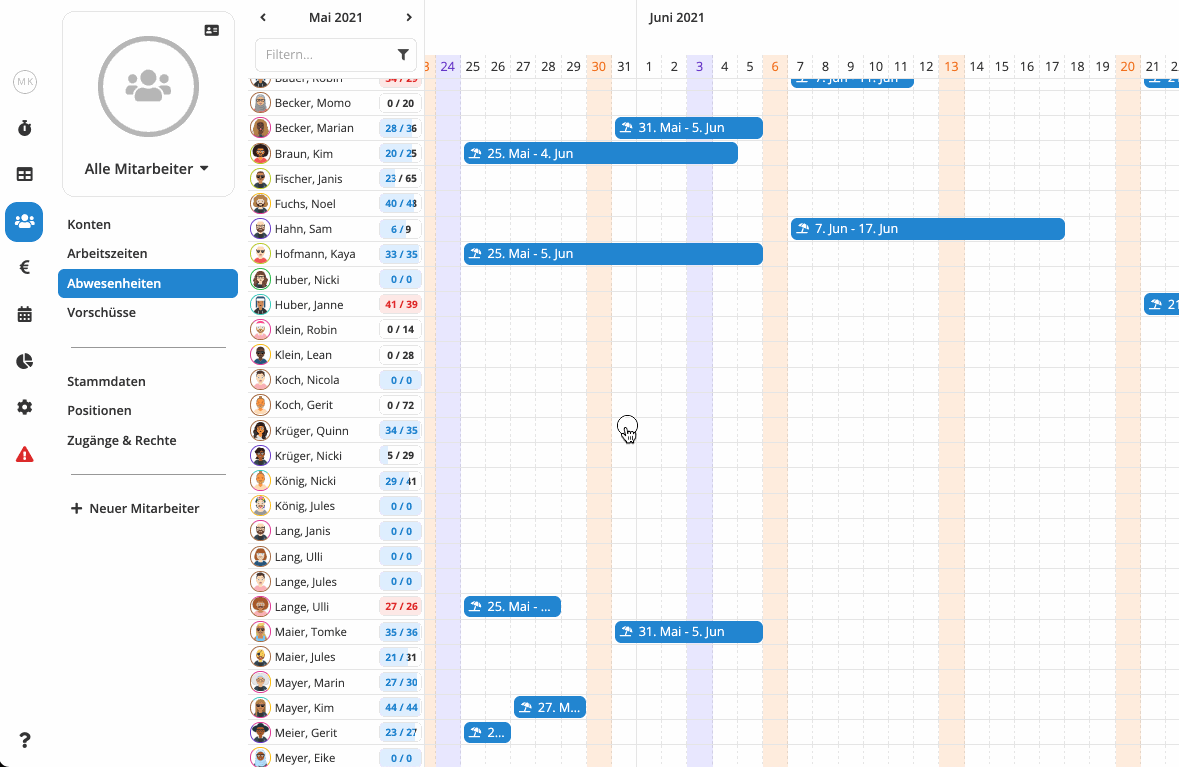 Mai 2021
Juni 2021
Filtern...
24 25 26 27 28 29 30 31 1 2 3 4 5 6 7 8 9 10 11 12 13 14 15 16 17 18 19 20 21
MK
Alle Mitarbeiter
Konten
Arbeitszeiten
Abwesenheiten
Vorschüsse
Stammdaten
Positionen
Zugänge & Rechte
+ Neuer Mitarbeiter
€
?
Bauer, Robin 34 / 29 7. Jun - 11. Jun
Becker, Momo 0 / 20
Becker, Marian 28 / 36 31. Mai - 5. Jun
Braun, Kim 20 / 25 25. Mai - 4. Jun
Fischer, Janis 23 / 65
Fuchs, Noel 40 / 48
Hahn, Sam 6 / 9 7. Jun - 17. Jun
Hofmann, Kaya 33 / 35 25. Mai - 5. Jun
Huber, Nicki 0 / 0
Huber, Janne 41 / 39 21
Klein, Robin 0 / 14
Klein, Lean 0 / 28
Koch, Nicola 0 / 0
Koch, Gerit 0 / 72
Krüger, Quinn 34 / 35
Krüger, Nicki 5 / 29
König, Nicki 29 / 41
König, Jules 0 / 0
Lang, Janis 0 / 0
Lang, Ulli 0 / 0
Lange, Jules 0 / 0
Lange, Ulli 27 / 26 25. Mai - ...
Maier, Tomke 35 / 36 31. Mai - 5. Jun
Maier, Jules 21 / 31
Mayer, Marin 27 / 30
Mayer, Kim 44 / 44 27. M...
Meier, Gerit 23 / 27 2...
Meyer, Eike 0 / 0